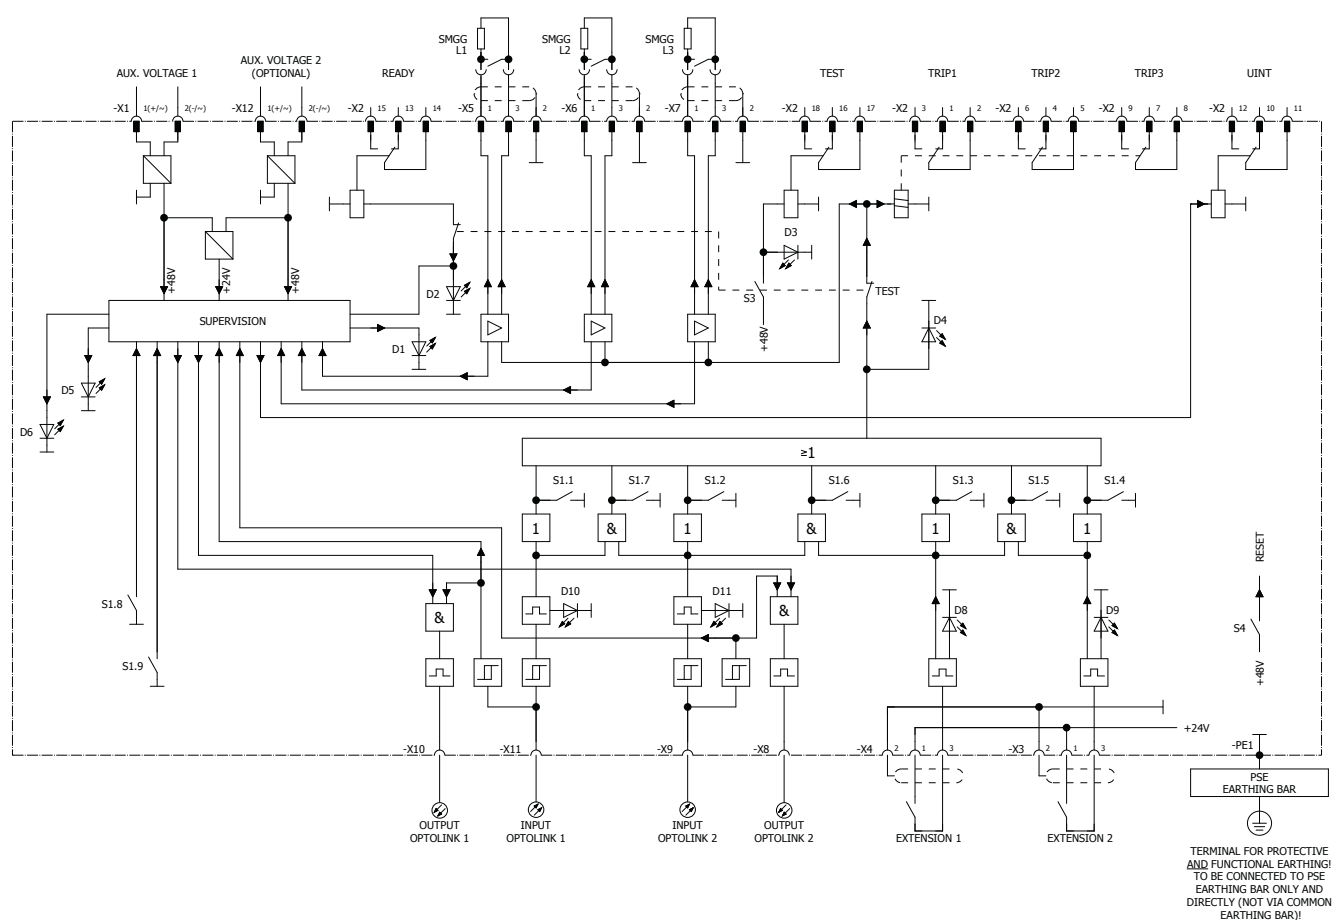 SMGG
L1
SMGG
L2
SMGG
L3
AUX. VOLTAGE 1
AUX. VOLTAGE 2
(OPTIONAL)
READY
TEST
TRIP1
TRIP2
TRIP3
UINT
-X1 1(+/~) 2(-/~)
-X12 1(+/~) 2(-/~)
-X2 15 13 14
-X5 1 3 2
-X6 1 3 2
-X7 1 3 2
-X2 18 16 17
-X2 3 1 2
-X2 6 4 5
-X2 9 7 8
-X2 12 10 11
D3
+48V
+24V
+48V
D2
S3
TEST
SUPERVISION
+48V
D4
D1
D5
D6
≥1
S1.1
S1.7
S1.2
S1.6
S1.3
S1.5
S1.4
1
&
1
&
1
&
1
RESET
S1.8
&
D10
D11
&
D8
D9
S4
S1.9
+48V
+24V
-X10
-X11
-X9
-X8
-X4 2 1 3
-X3 2 1 3
-PE1
PSE
EARTHING BAR
OUTPUT
OPTOLINK 1
INPUT
OPTOLINK 1
INPUT
OPTOLINK 2
OUTPUT
OPTOLINK 2
EXTENSION 1
EXTENSION 2
TERMINAL FOR PROTECTIVE
AND FUNCTIONAL EARTHING!
TO BE CONNECTED TO PSE
EARTHING BAR ONLY AND
DIRECTLY (NOT VIA COMMON
EARTHING BAR)!